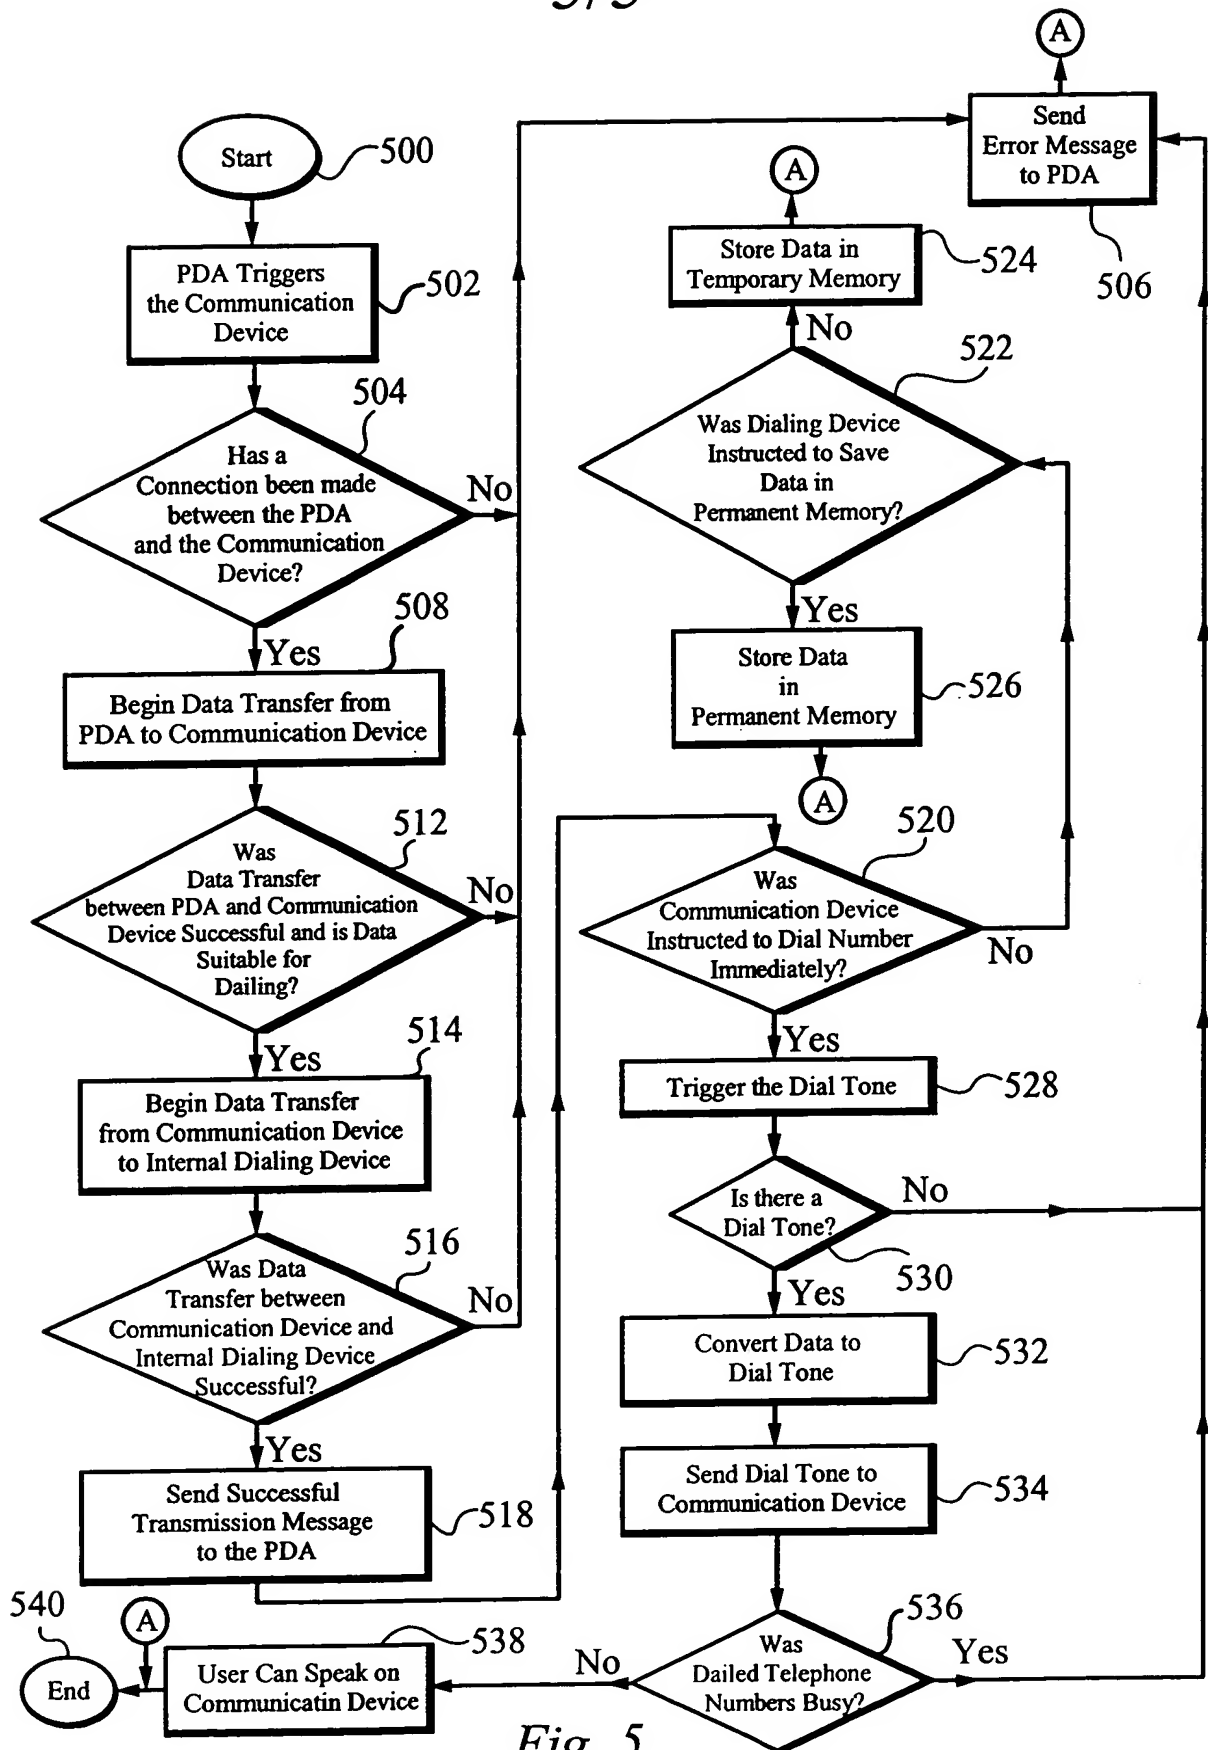 3/3
A
Send
Error Message
to PDA
506
Start
500
PDA Triggers
the Communication
Device
502
504
Has a
Connection been made
between the PDA
and the Communication
Device?
No
Yes
508
Begin Data Transfer from
PDA to Communication Device
512
Was
Data Transfer
between PDA and Communication
Device Successful and is Data
Suitable for
Dailing?
No
Yes
514
Begin Data Transfer
from Communication Device
to Internal Dialing Device
516
Was Data
Transfer between
Communication Device and
Internal Dialing Device
Successful?
No
Yes
Send Successful
Transmission Message
to the PDA
518
A
Store Data in
Temporary Memory
524
No
522
Was Dialing Device
Instructed to Save
Data in
Permanent Memory?
Yes
Store Data
in
Permanent Memory
526
A
520
Was
Communication Device
Instructed to Dial Number
Immediately?
No
Yes
Trigger the Dial Tone
528
Is there a
Dial Tone?
No
530
Yes
Convert Data to
Dial Tone
532
Send Dial Tone to
Communication Device
534
536
Was
Dailed Telephone
Numbers Busy?
Yes
No
538
User Can Speak on
Communicatin Device
A
540
End
Fig. 5